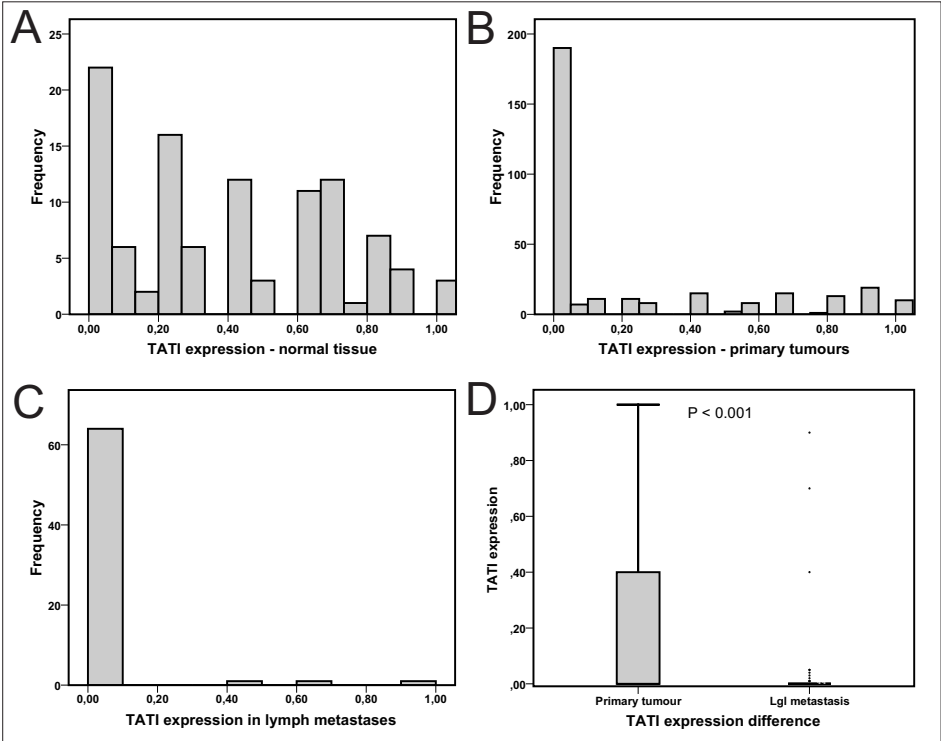 A
25
20
15
10
5
0
Frequency
0,00 0,20 0,40 0,60 0,80 1,00
TATI expression - normal tissue
B
200
150
100
50
0
Frequency
0,00 0,20 0,40 0,60 0,80 1,00
TATI expression - primary tumours
C
60
40
20
0
Frequency
0,00 0,20 0,40 0,60 0,80 1,00
TATI expression in lymph metastases
D
P < 0.001
1,00
,80
,60
,40
,20
,00
TATI expression
Primary tumour Lgl metastasis
TATI expression difference